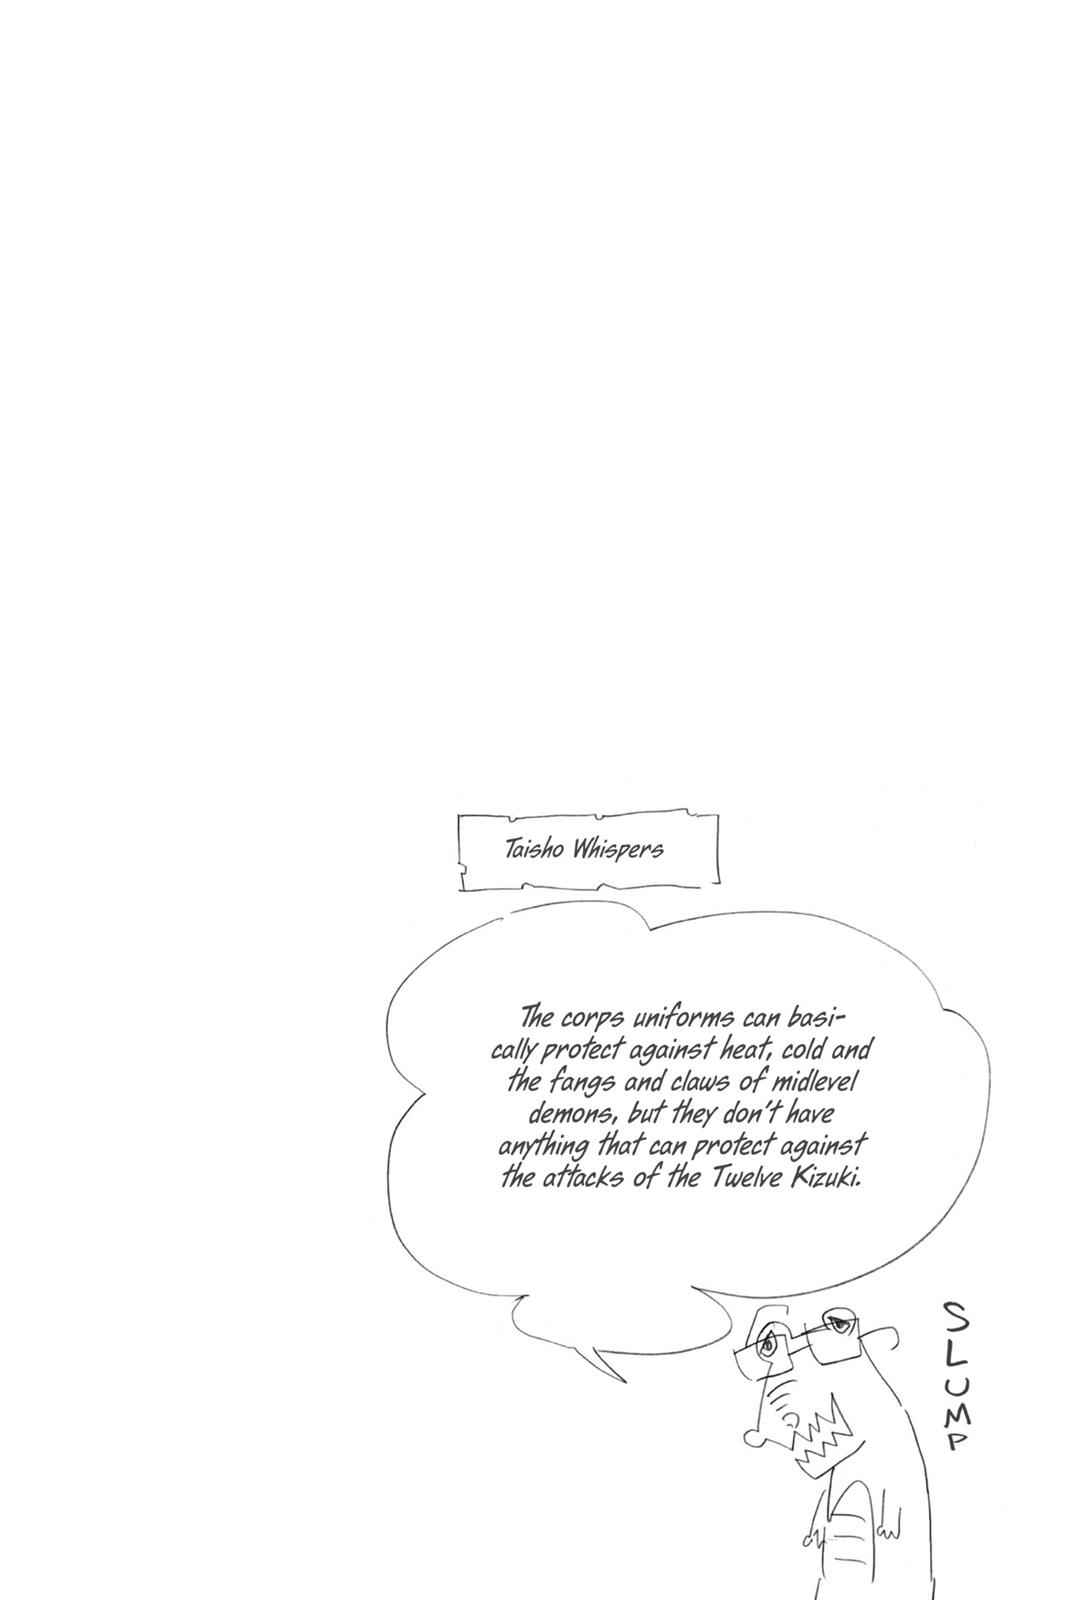 Taisho Whispers
The corps uniforms can basi-
cally protect against heat, cold and
the fangs and claws of midlevel
demons, but they don't have
anything that can protect against
the attacks of the Twelve Kizuki.
SLUMP